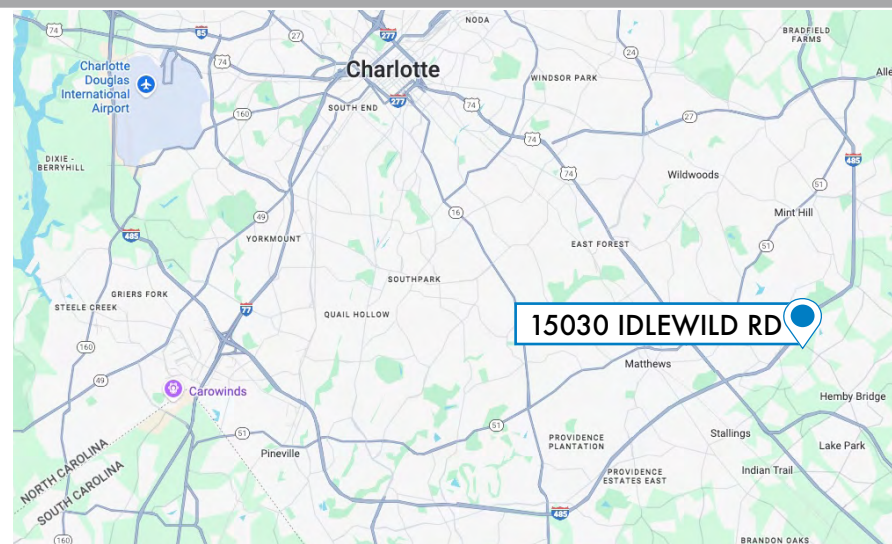 NODA
74
85
27
277
BRADFIELD
FARMS
74
24
Charlotte
Douglas
International
Airport
Charlotte
WINDSOR PARK
Alle
SOUTH END
277
160
74
27
74
DIXIE -
BERRYHILL
485
74
Wildwoods
51
49
16
Mint Hill
485
YORKMOUNT
EAST FOREST
51
SOUTHPARK
GRIERS FORK
STEELE CREEK
77
QUAIL HOLLOW
15030 IDLEWILD RD
160
Matthews
49
Carowinds
Hemby Bridge
51
51
Stallings
PROVIDENCE
PLANTATION
Lake Park
Pineville
NORTH CAROLINA
SOUTH CAROLINA
PROVIDENCE
ESTATES EAST
Indian Trail
485
160
BRANDON OAKS